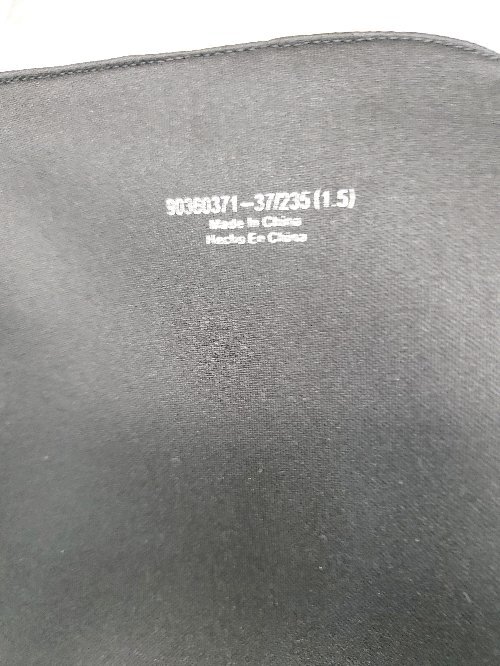 90360371-37/235 (1.5)
Made In China
Hecho En China